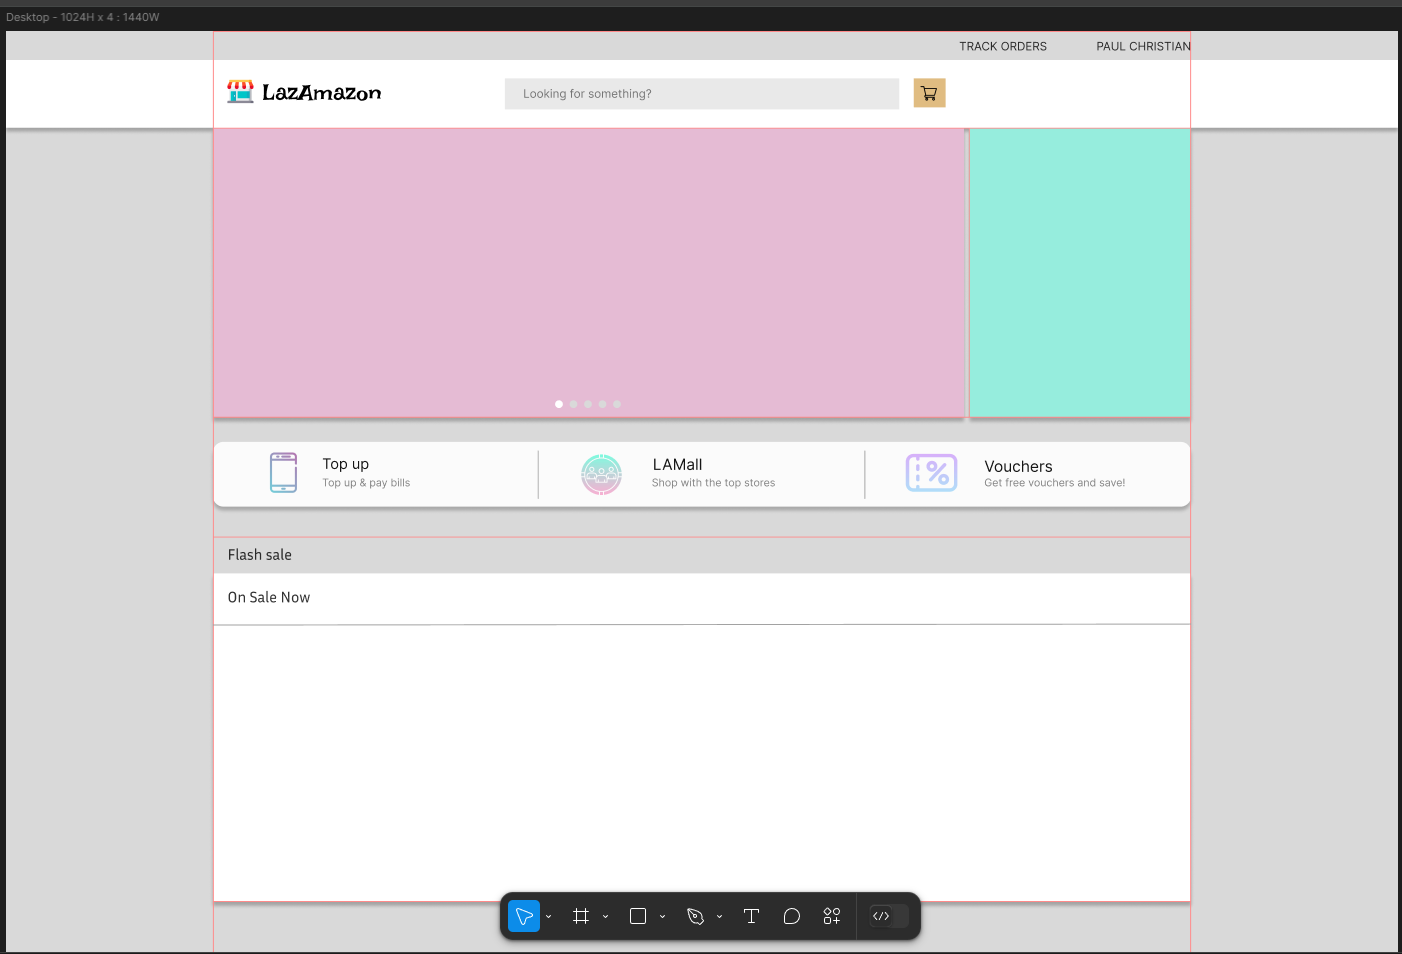 Desktop - 1024H x 4 : 1440W
TRACK ORDERS
PAUL CHRISTIAN
LazAmazon
Looking for something?
Top up
Top up & pay bills
LAMall
Shop with the top stores
Vouchers
Get free vouchers and save!
Flash sale
On Sale Now